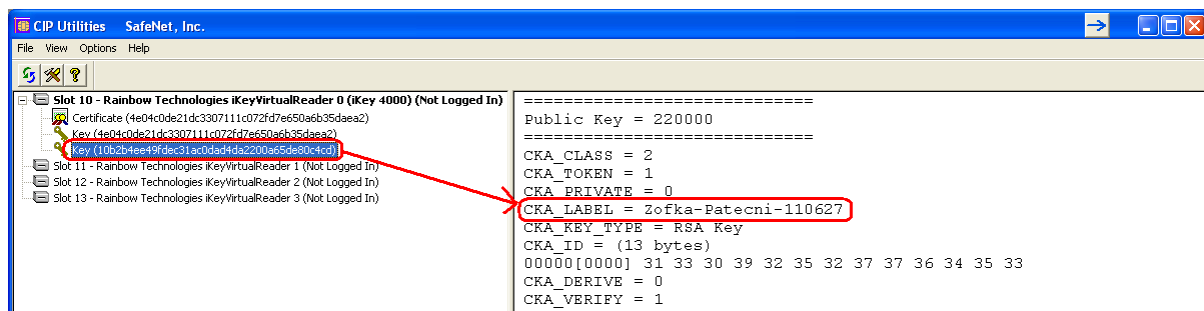 CIP Utilities SafeNet, Inc.
File View Options Help
Slot 10 - Rainbow Technologies iKeyVirtualReader 0 (iKey 4000) (Not Logged In)
Certificate (4e04c0de21dc3307111c072fd7e650a6b35daea2)
Key (4e04c0de21dc3307111c072fd7e650a6b35daea2)
Key (10b2b4ee49fdec31ac0dad4da2200a65de80c4cd)
Slot 11 - Rainbow Technologies iKeyVirtualReader 1 (Not Logged In)
Slot 12 - Rainbow Technologies iKeyVirtualReader 2 (Not Logged In)
Slot 13 - Rainbow Technologies iKeyVirtualReader 3 (Not Logged In)
=============================
Public Key = 220000
=============================
CKA_CLASS = 2
CKA_TOKEN = 1
CKA_PRIVATE = 0
CKA_LABEL = Zofka-Patecni-110627
CKA_KEY_TYPE = RSA Key
CKA_ID = (13 bytes)
00000[0000] 31 33 30 39 32 35 32 37 37 36 34 35 33
CKA_DERIVE = 0
CKA_VERIFY = 1